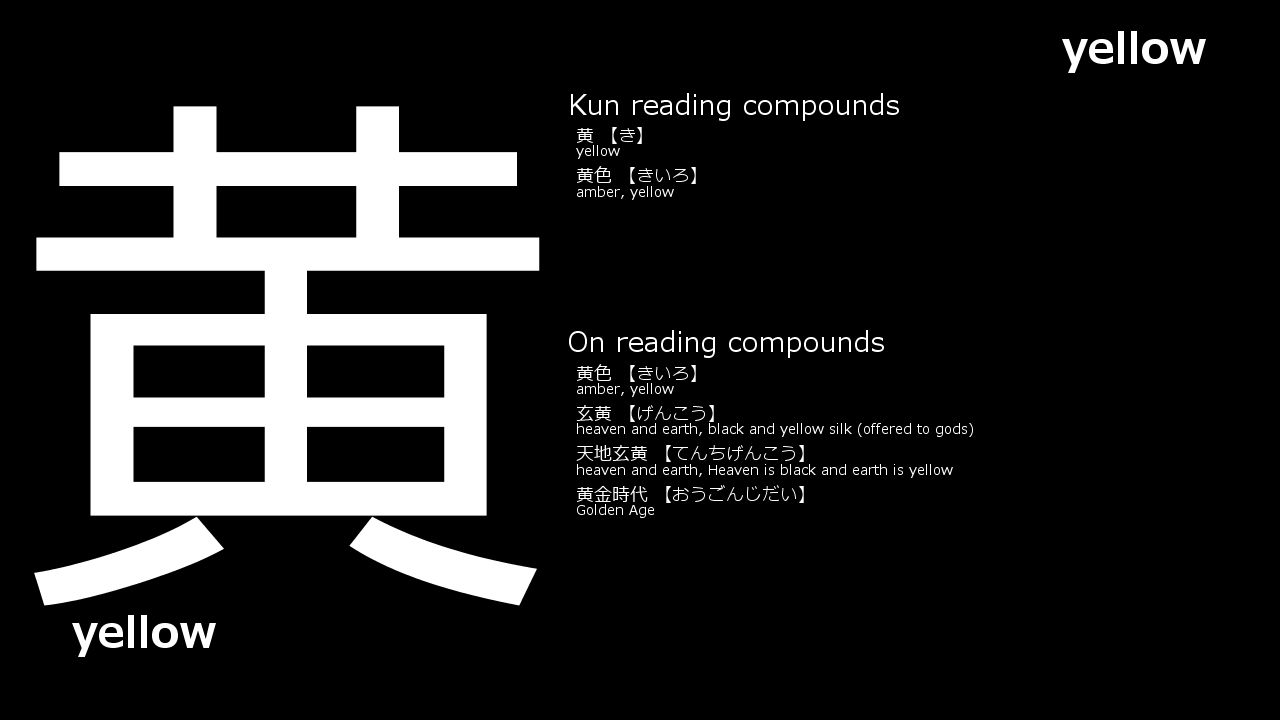 yellow
黄
Kun reading compounds
黄 【き】
yellow
黄色 【きいろ】
amber, yellow
On reading compounds
黄色 【きいろ】
amber, yellow
玄黄 【げんこう】
heaven and earth, black and yellow silk (offered to gods)
天地玄黄 【てんちげんこう】
heaven and earth, Heaven is black and earth is yellow
黄金時代 【おうごんじだい】
Golden Age
yellow